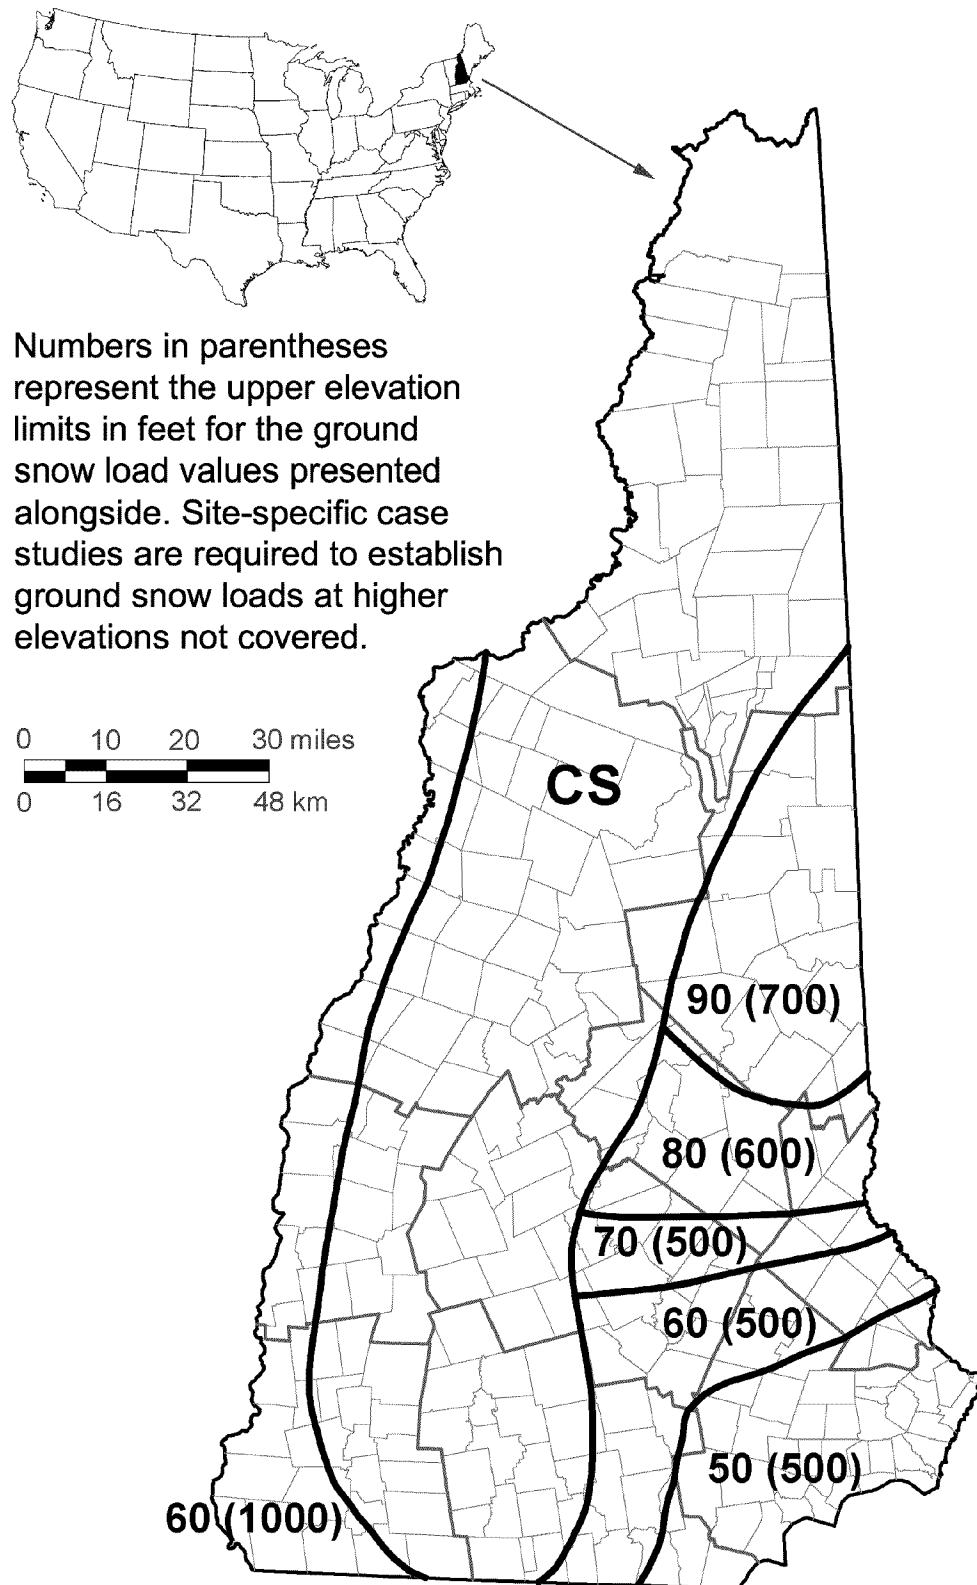 Numbers in parentheses
represent the upper elevation
limits in feet for the ground
snow load values presented
alongside. Site-specific case
studies are required to establish
ground snow loads at higher
elevations not covered.
0 10 20 30 miles
0 16 32 48 km
CS
90 (700)
80 (600)
70 (500)
60 (500)
50 (500)
60 (1000)